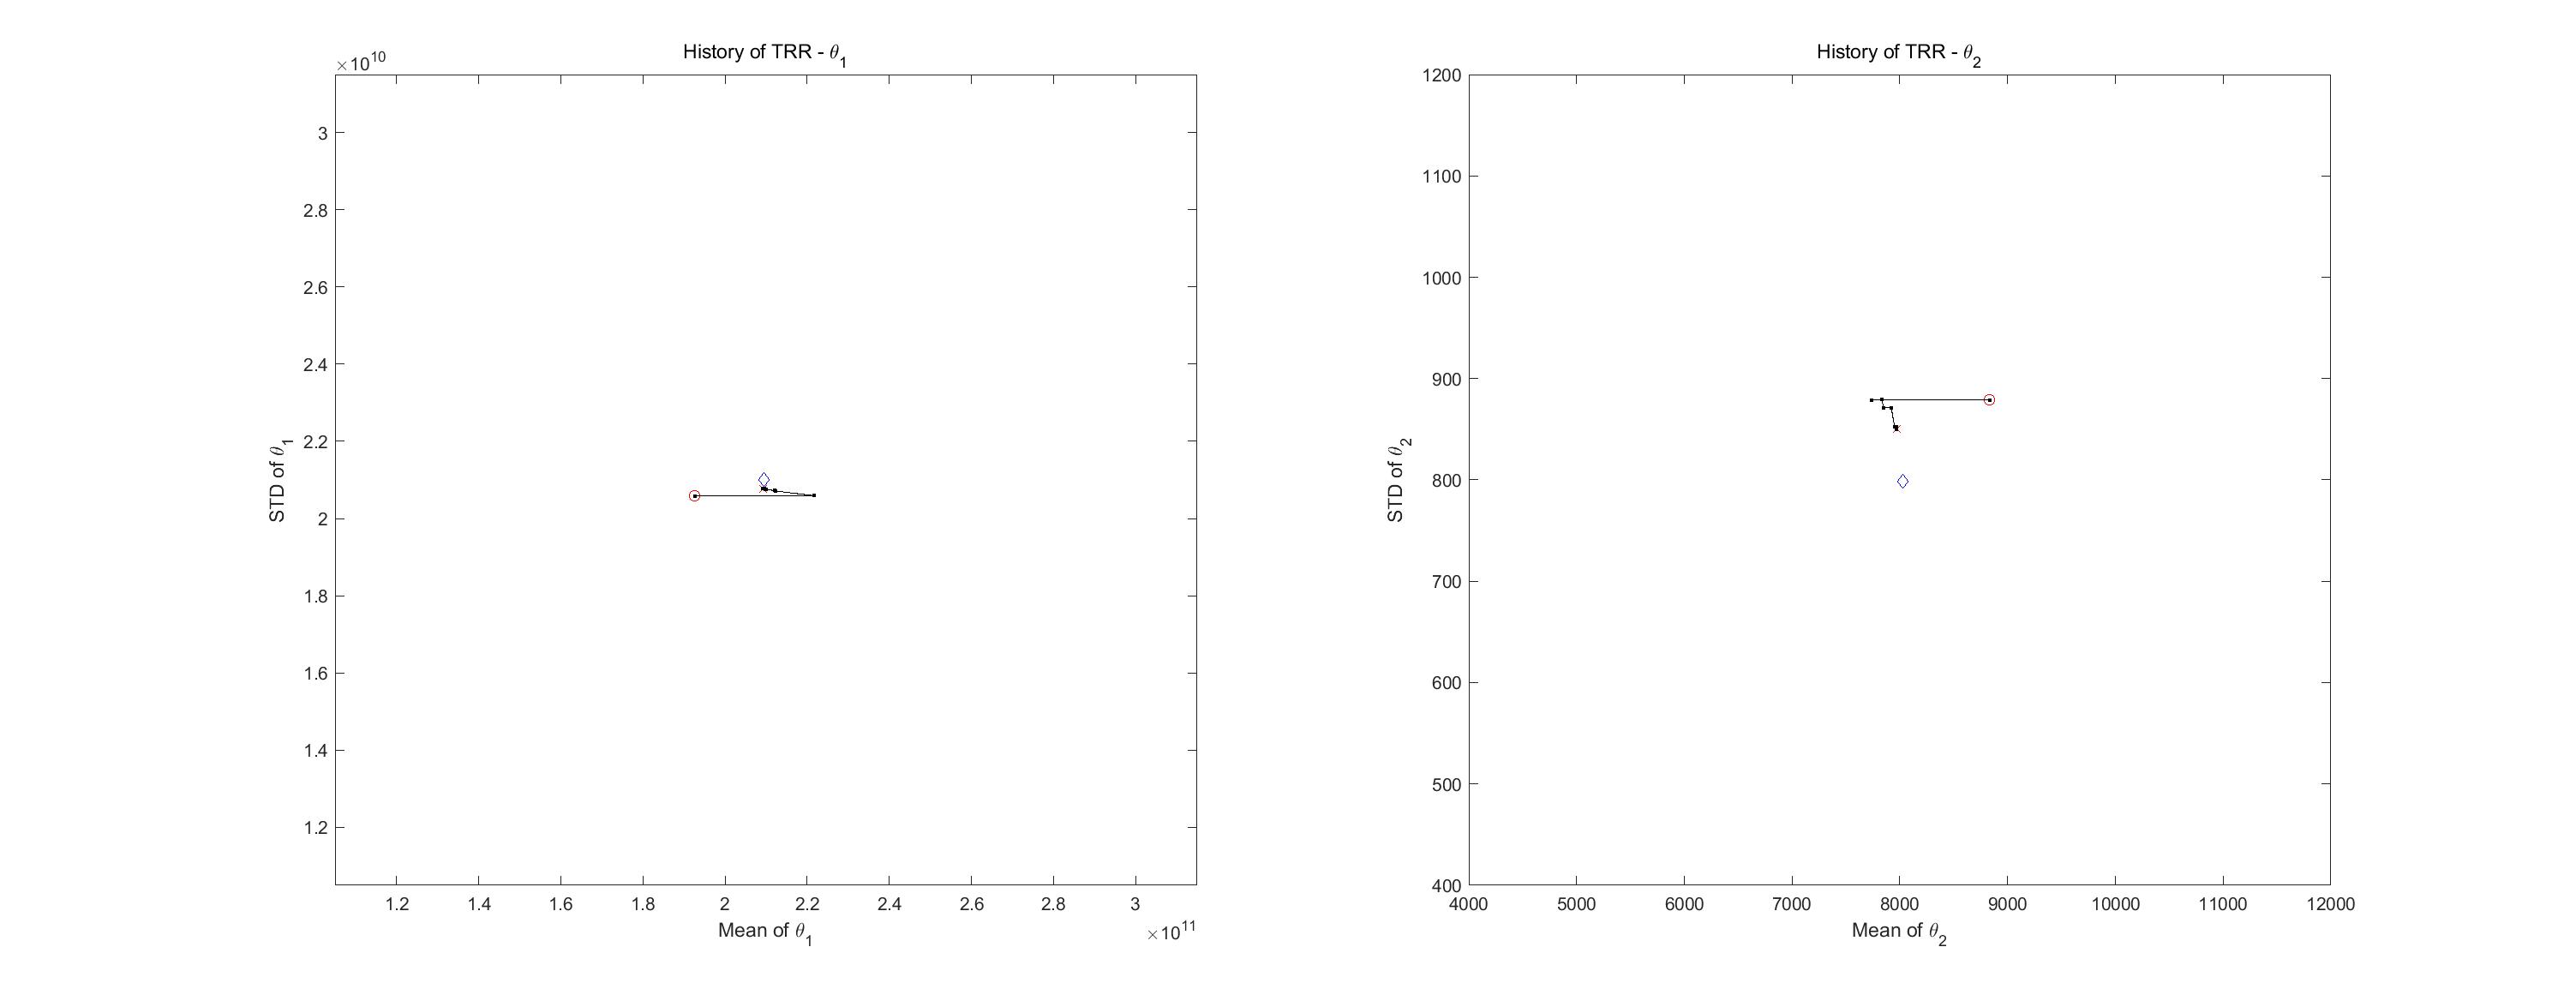 History of TRR - θ1
×10^10
3
2.8
2.6
2.4
2.2
2
1.8
1.6
1.4
1.2
STD of θ1
1.2 1.4 1.6 1.8 2 2.2 2.4 2.6 2.8 3
Mean of θ1
×10^11
History of TRR - θ2
1200
1100
1000
900
800
700
600
500
400
STD of θ2
4000 5000 6000 7000 8000 9000 10000 11000 12000
Mean of θ2